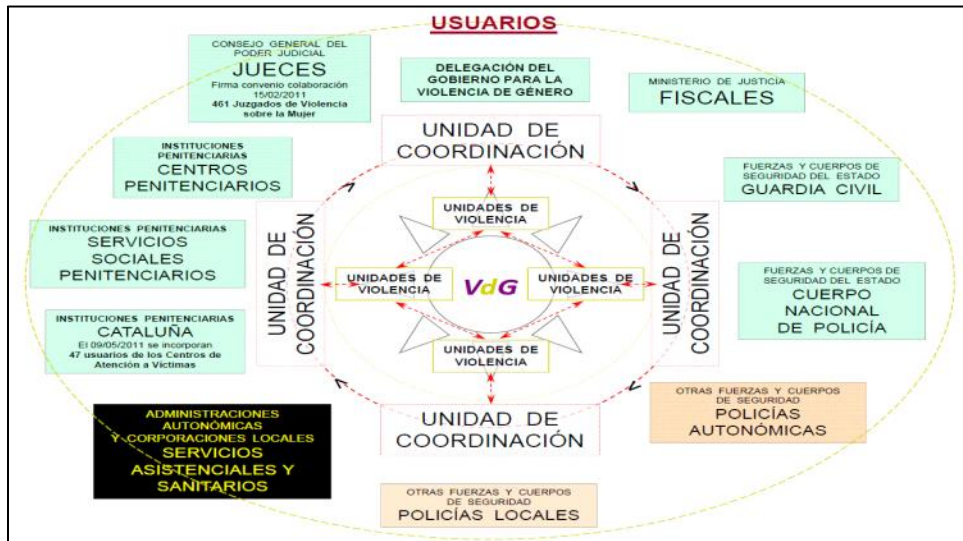 USUARIOS
CONSEJO GENERAL DEL
PODER JUDICIAL
JUECES
Firma convenio colaboración
15/02/2011
461 Juzgados de Violencia
sobre la Mujer
DELEGACIÓN DEL
GOBIERNO PARA LA
VIOLENCIA DE GÉNERO
MINISTERIO DE JUSTICIA
FISCALES
INSTITUCIONES
PENITENCIARIAS
CENTROS
PENITENCIARIOS
UNIDAD DE
COORDINACIÓN
FUERZAS Y CUERPOS DE
SEGURIDAD DEL ESTADO
GUARDIA CIVIL
INSTITUCIONES PENITENCIARIAS
SERVICIOS
SOCIALES
PENITENCIARIOS
UNIDAD DE
COORDINACIÓN
UNIDADES DE
VIOLENCIA
UNIDADES DE
VIOLENCIA
VdG
UNIDADES DE
VIOLENCIA
UNIDADES DE
VIOLENCIA
UNIDAD DE
COORDINACIÓN
FUERZAS Y CUERPOS DE
SEGURIDAD DEL ESTADO
CUERPO
NACIONAL
DE POLICÍA
INSTITUCIONES PENITENCIARIAS
CATALUÑA
El 09/05/2011 se incorporan
47 usuarios de los Centros de
Atención a Víctimas
ADMINISTRACIONES
AUTONÓMICAS
Y CORPORACIONES LOCALES
SERVICIOS
ASISTENCIALES Y
SANITARIOS
UNIDAD DE
COORDINACIÓN
OTRAS FUERZAS Y CUERPOS
DE SEGURIDAD
POLICÍAS
AUTONÓMICAS
OTRAS FUERZAS Y CUERPOS
DE SEGURIDAD
POLICÍAS LOCALES